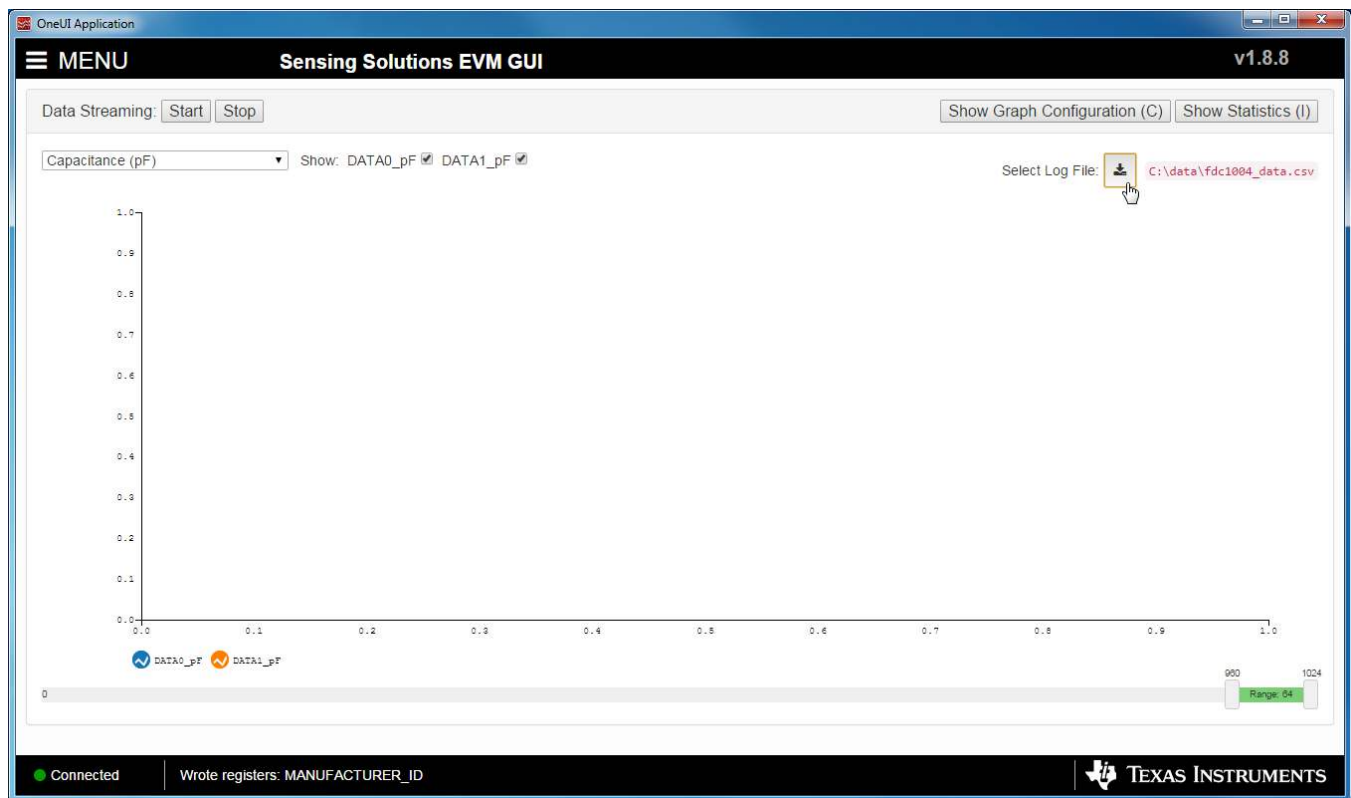 OneUI Application
MENU
Sensing Solutions EVM GUI
v1.8.8
Data Streaming: Start Stop
Show Graph Configuration (C) Show Statistics (I)
Capacitance (pF)
Show: DATA0_pF DATA1_pF
Select Log File: C:\data\fdc1004_data.csv
1.0
0.9
0.8
0.7
0.6
0.5
0.4
0.3
0.2
0.1
0.0
0.0 0.1 0.2 0.3 0.4 0.5 0.6 0.7 0.8 0.9 1.0
DATA0_pF DATA1_pF
960 1024
0
Range: 64
Connected
Wrote registers: MANUFACTURER_ID
TEXAS INSTRUMENTS